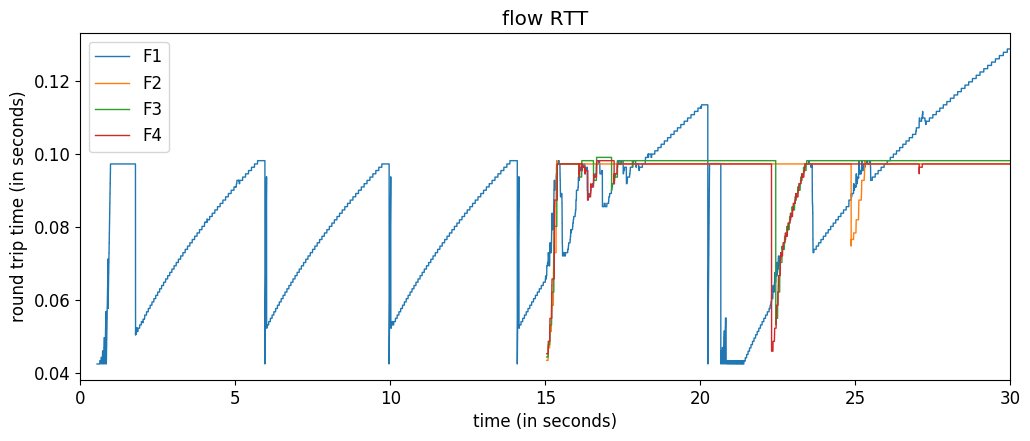 flow RTT
round trip time (in seconds)
0.12
0.10
0.08
0.06
0.04
F1
F2
F3
F4
0 5 10 15 20 25 30
time (in seconds)